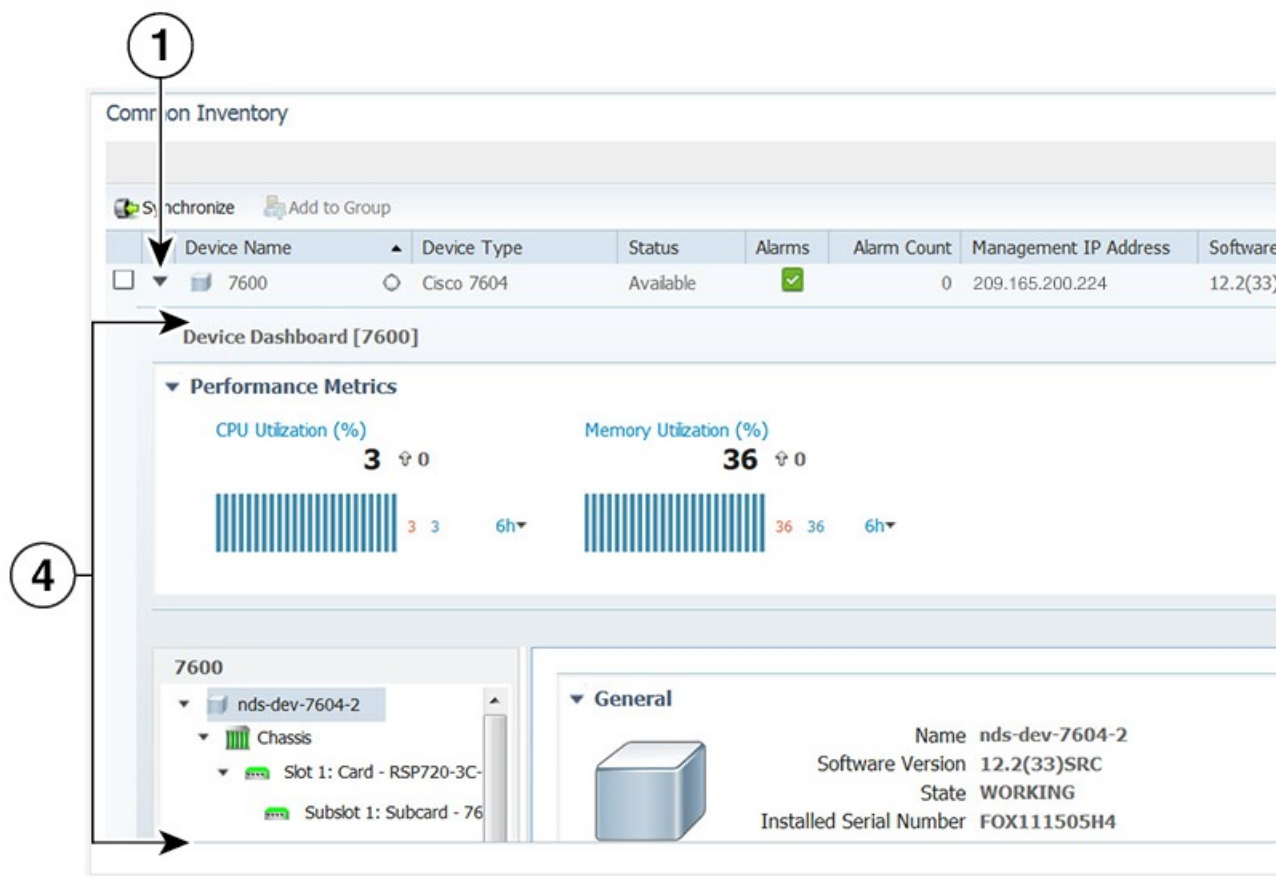 1
Common Inventory
Synchronize Add to Group
Device Name Device Type Status Alarms Alarm Count Management IP Address Software
7600 Cisco 7604 Available 0 209.165.200.224 12.2(33)
Device Dashboard [7600]
Performance Metrics
CPU Utilization (%) Memory Utilization (%)
3 0 36 0
3 3 6h 36 36 6h
4
7600
nds-dev-7604-2
Chassis
Slot 1: Card - RSP720-3C-
Subslot 1: Subcard - 76
General
Name nds-dev-7604-2
Software Version 12.2(33)SRC
State WORKING
Installed Serial Number FOX111505H4